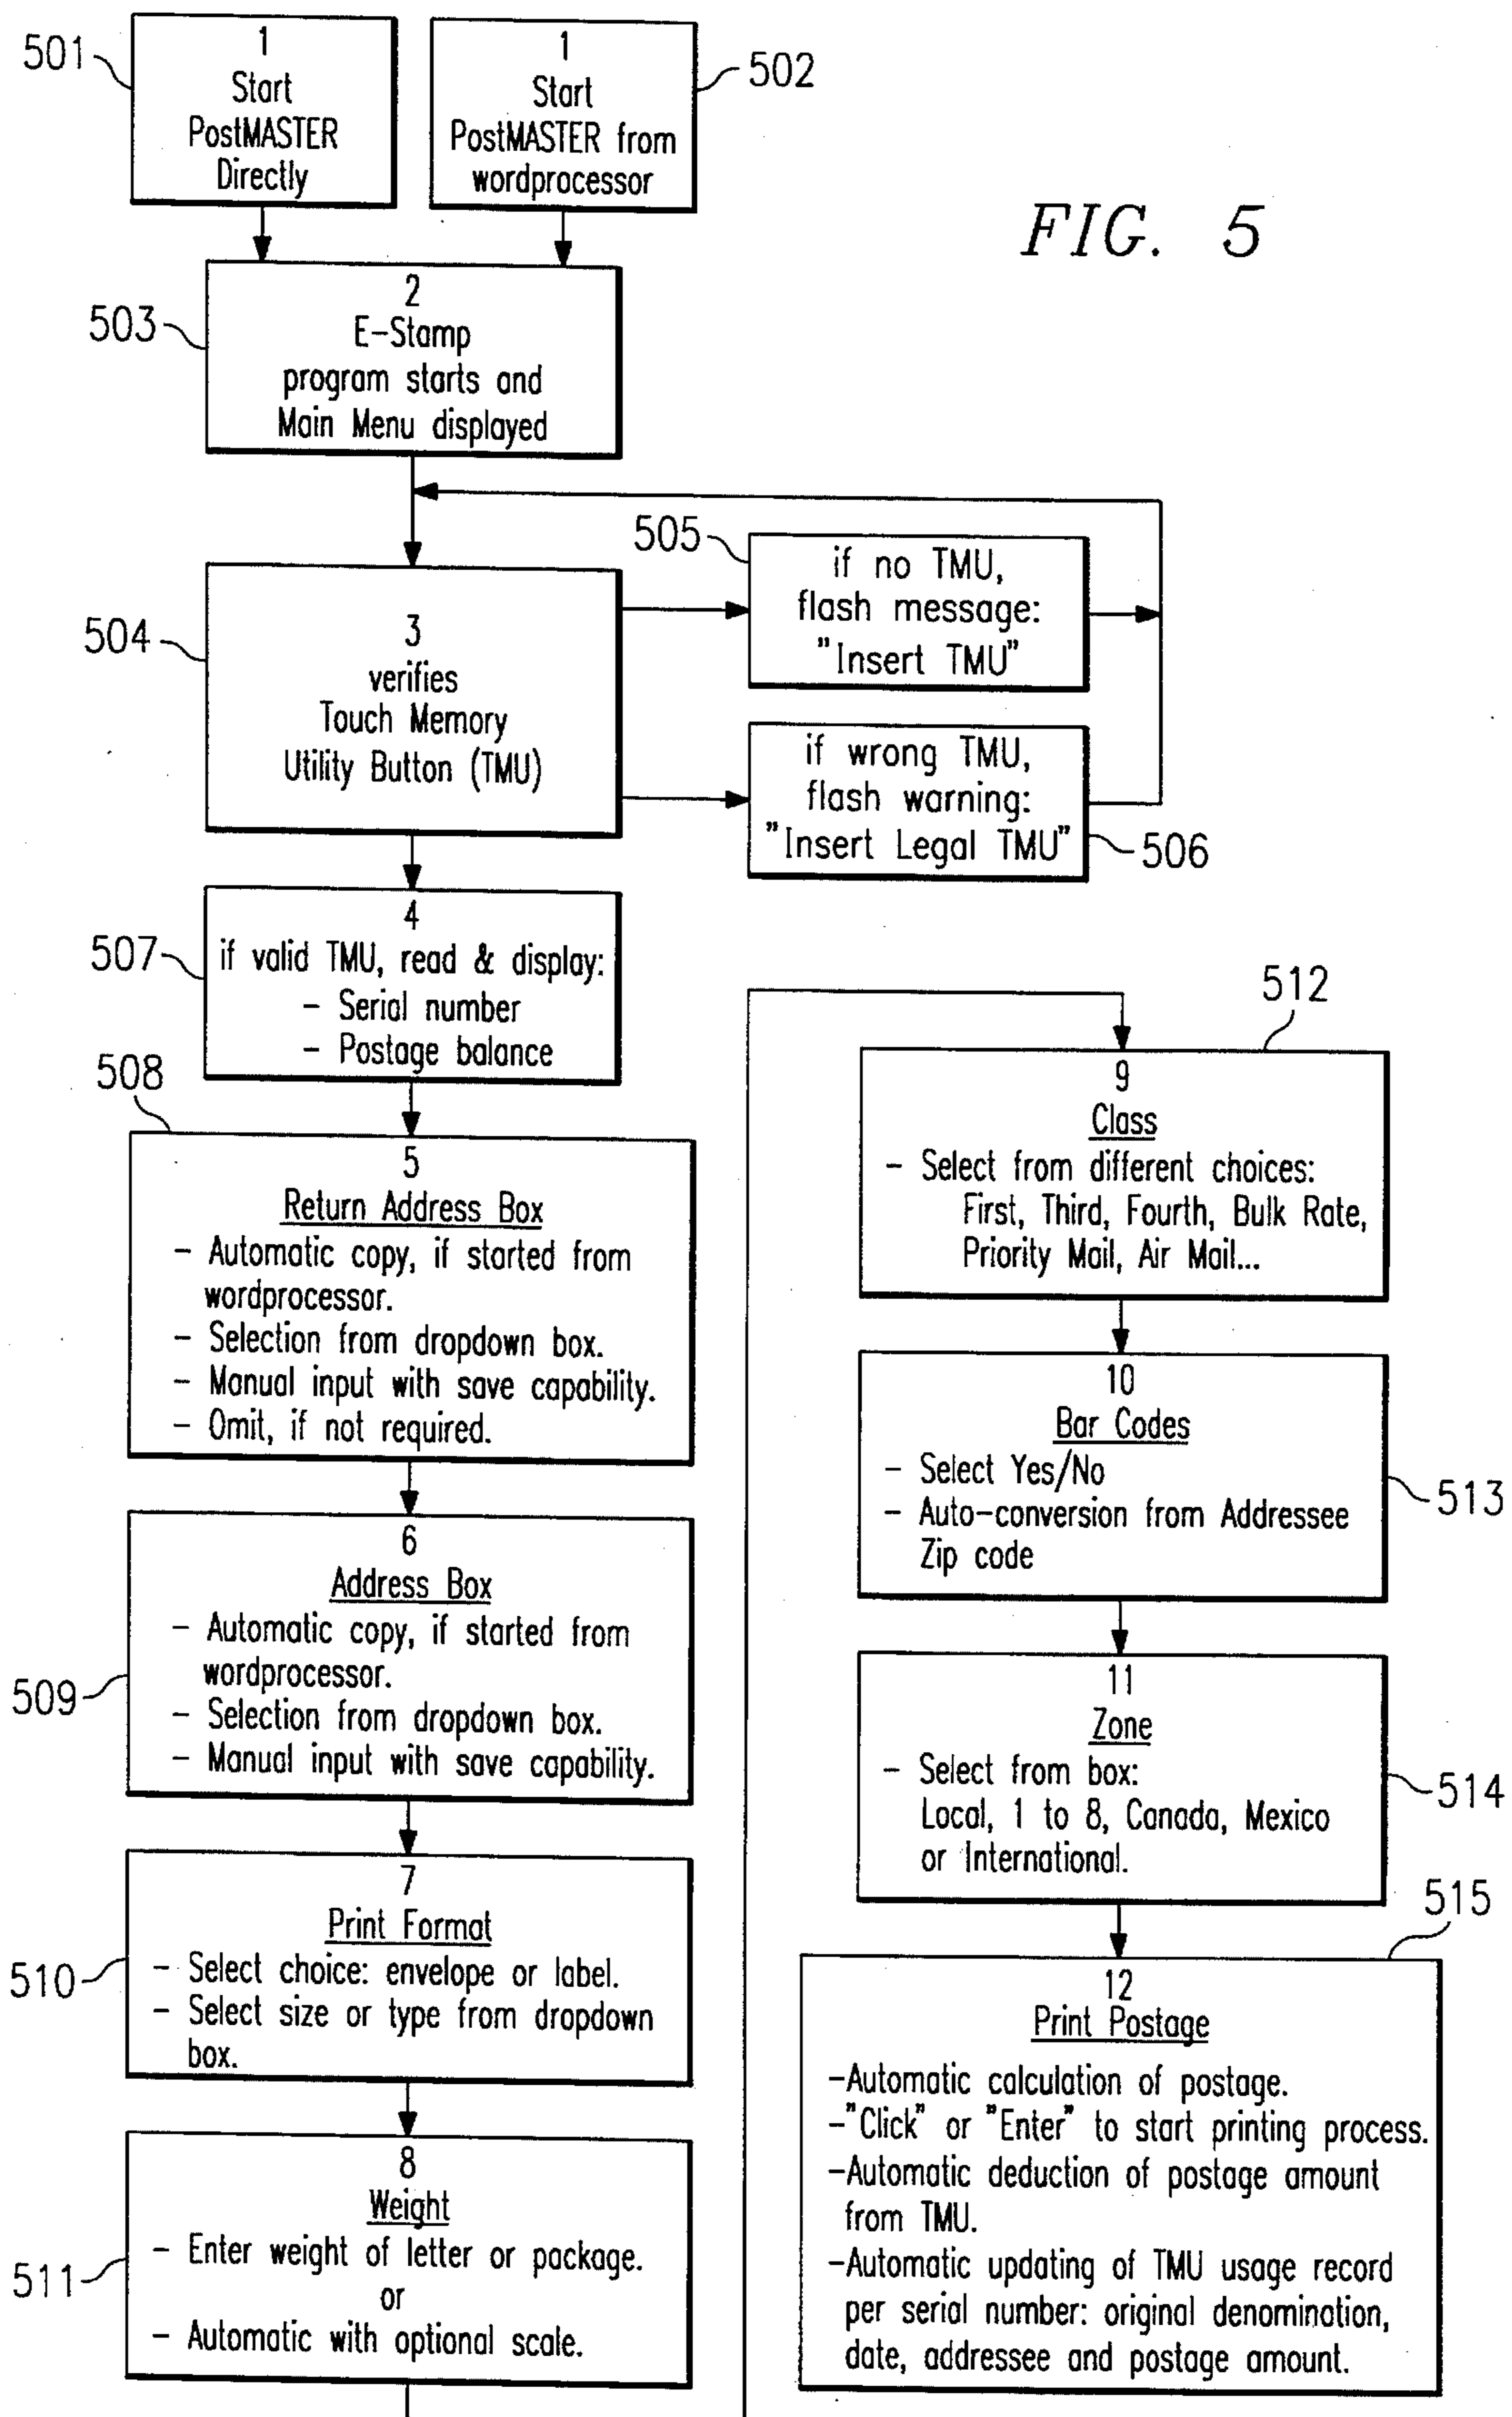 501
1
Start
PostMASTER
Directly
1
Start
PostMASTER from
wordprocessor
502
FIG. 5
503
2
E-Stamp
program starts and
Main Menu displayed
504
3
verifies
Touch Memory
Utility Button (TMU)
505
if no TMU,
flash message:
"Insert TMU"
if wrong TMU,
flash warning:
"Insert Legal TMU"
506
507
4
if valid TMU, read & display:
- Serial number
- Postage balance
508
5
Return Address Box
- Automatic copy, if started from
wordprocessor.
- Selection from dropdown box.
- Manual input with save capability.
- Omit, if not required.
509
6
Address Box
- Automatic copy, if started from
wordprocessor.
- Selection from dropdown box.
- Manual input with save capability.
510
7
Print Format
- Select choice: envelope or label.
- Select size or type from dropdown
box.
511
8
Weight
- Enter weight of letter or package.
or
- Automatic with optional scale.
512
9
Class
- Select from different choices:
First, Third, Fourth, Bulk Rate,
Priority Mail, Air Mail...
10
Bar Codes
- Select Yes/No
- Auto-conversion from Addressee
Zip code
513
11
Zone
- Select from box:
Local, 1 to 8, Canada, Mexico
or International.
514
515
12
Print Postage
-Automatic calculation of postage.
-"Click" or "Enter" to start printing process.
-Automatic deduction of postage amount
from TMU.
-Automatic updating of TMU usage record
per serial number: original denomination,
date, addressee and postage amount.